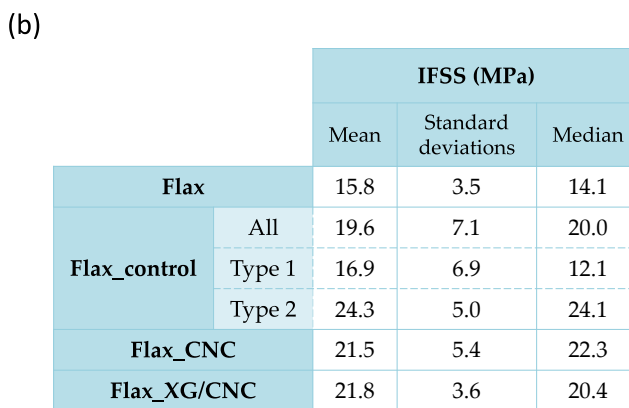 (b)
IFSS (MPa)
Mean Standard deviations Median
Flax 15.8 3.5 14.1
Flax_control All 19.6 7.1 20.0
Type 1 16.9 6.9 12.1
Type 2 24.3 5.0 24.1
Flax_CNC 21.5 5.4 22.3
Flax_XG/CNC 21.8 3.6 20.4